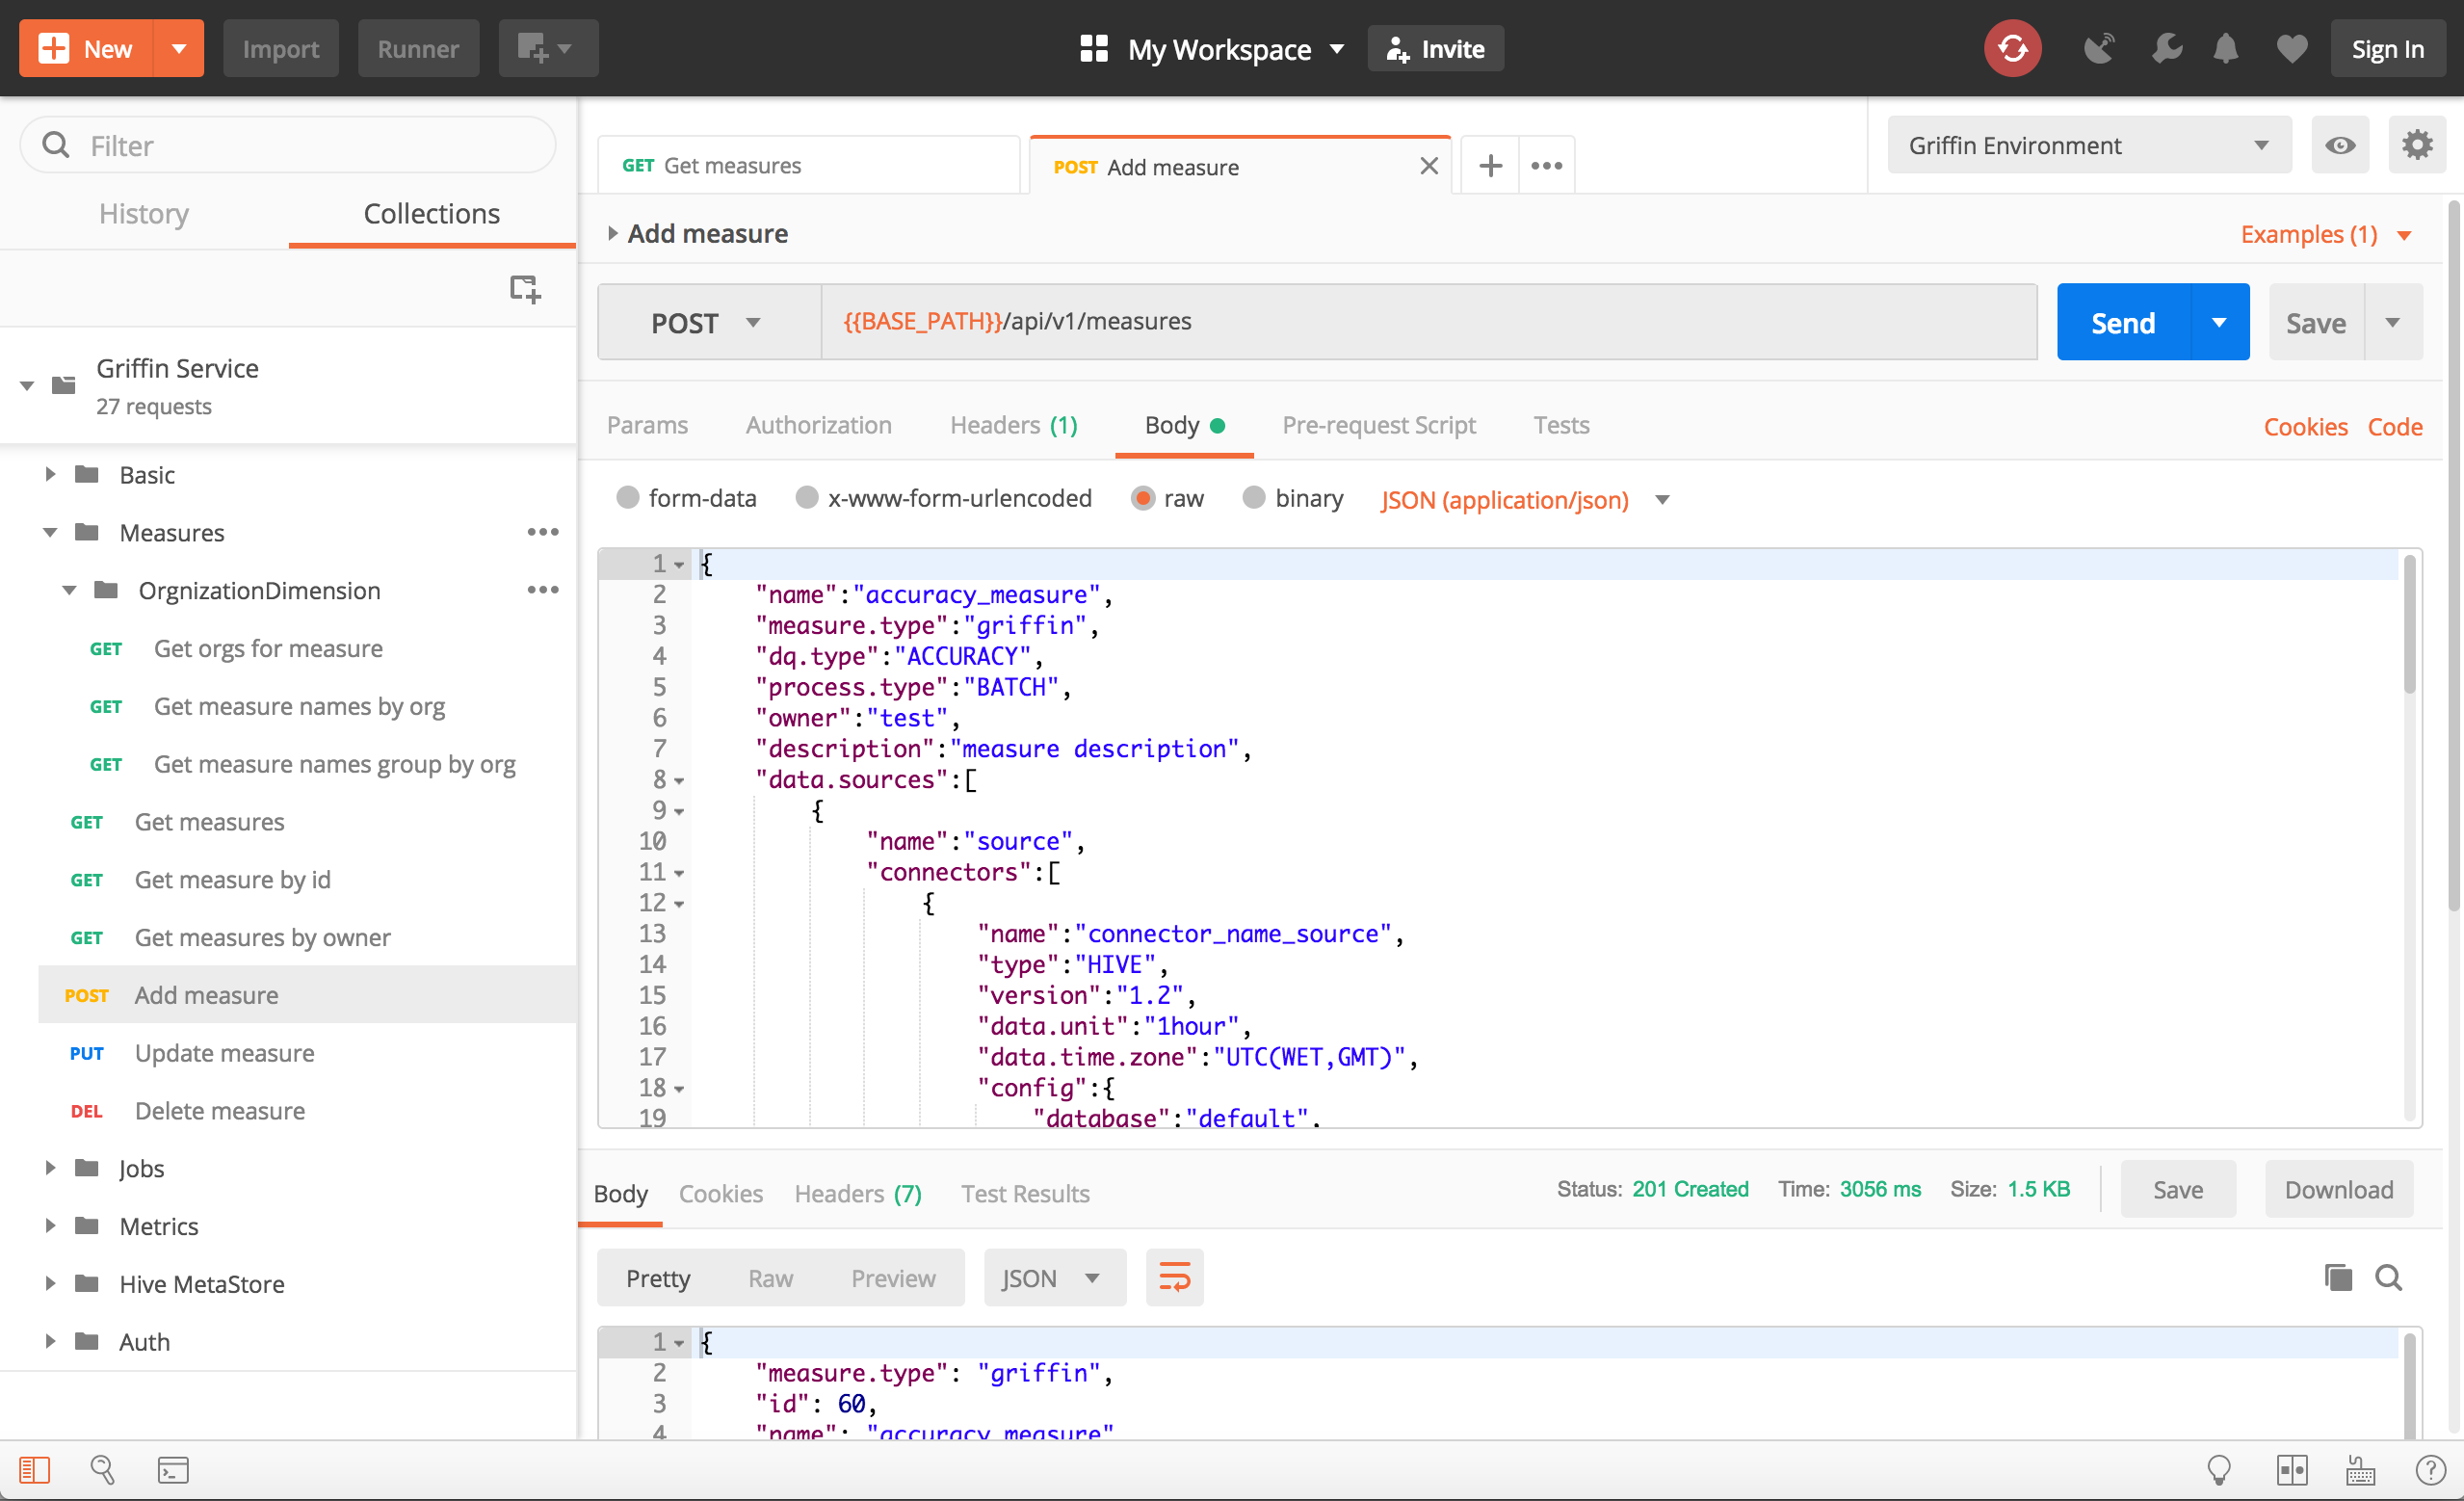 New
Import
Runner
My Workspace
Invite
Sign In
Filter
History
Collections
Griffin Service
27 requests
Basic
Measures
OrgnizationDimension
GET Get orgs for measure
GET Get measure names by org
GET Get measure names group by org
GET Get measures
GET Get measure by id
GET Get measures by owner
POST Add measure
PUT Update measure
DEL Delete measure
Jobs
Metrics
Hive MetaStore
Auth
GET Get measures
POST Add measure
Griffin Environment
Add measure
Examples (1)
POST
{{BASE_PATH}}/api/v1/measures
Send
Save
Params
Authorization
Headers (1)
Body
Pre-request Script
Tests
Cookies
Code
form-data
x-www-form-urlencoded
raw
binary
JSON (application/json)
1 {
2 "name":"accuracy_measure",
3 "measure.type":"griffin",
4 "dq.type":"ACCURACY",
5 "process.type":"BATCH",
6 "owner":"test",
7 "description":"measure description",
8 "data.sources":[
9 {
10 "name":"source",
11 "connectors":[
12 {
13 "name":"connector_name_source",
14 "type":"HIVE",
15 "version":"1.2",
16 "data.unit":"1hour",
17 "data.time.zone":"UTC(WET,GMT)",
18 "config":{
19 "database":"default",
Body
Cookies
Headers (7)
Test Results
Status: 201 Created
Time: 3056 ms
Size: 1.5 KB
Save
Download
Pretty
Raw
Preview
JSON
1 {
2 "measure.type": "griffin",
3 "id": 60,
4 "name": "accuracy_measure"